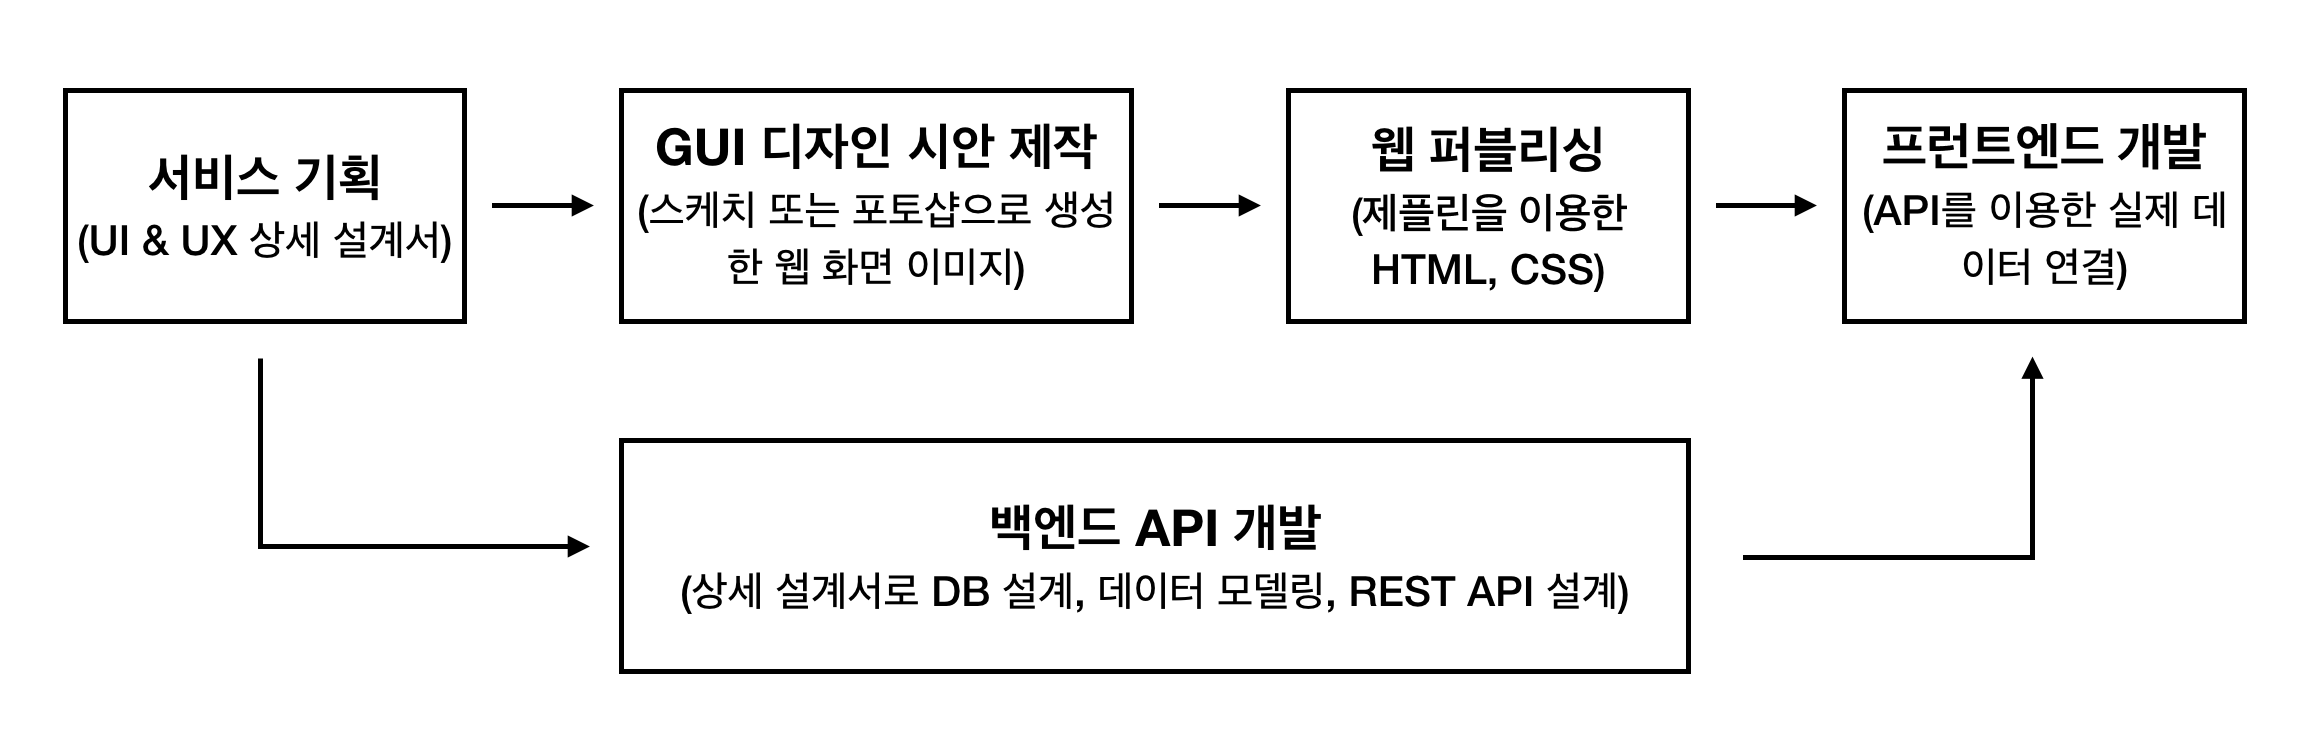 서비스 기획
(UI & UX 상세 설계서)
GUI 디자인 시안 제작
(스케치 또는 포토샵으로 생성
한 웹 화면 이미지)
웹 퍼블리싱
(제플린을 이용한
HTML, CSS)
프런트엔드 개발
(API를 이용한 실제 데
이터 연결)
백엔드 API 개발
(상세 설계서로 DB 설계, 데이터 모델링, REST API 설계)